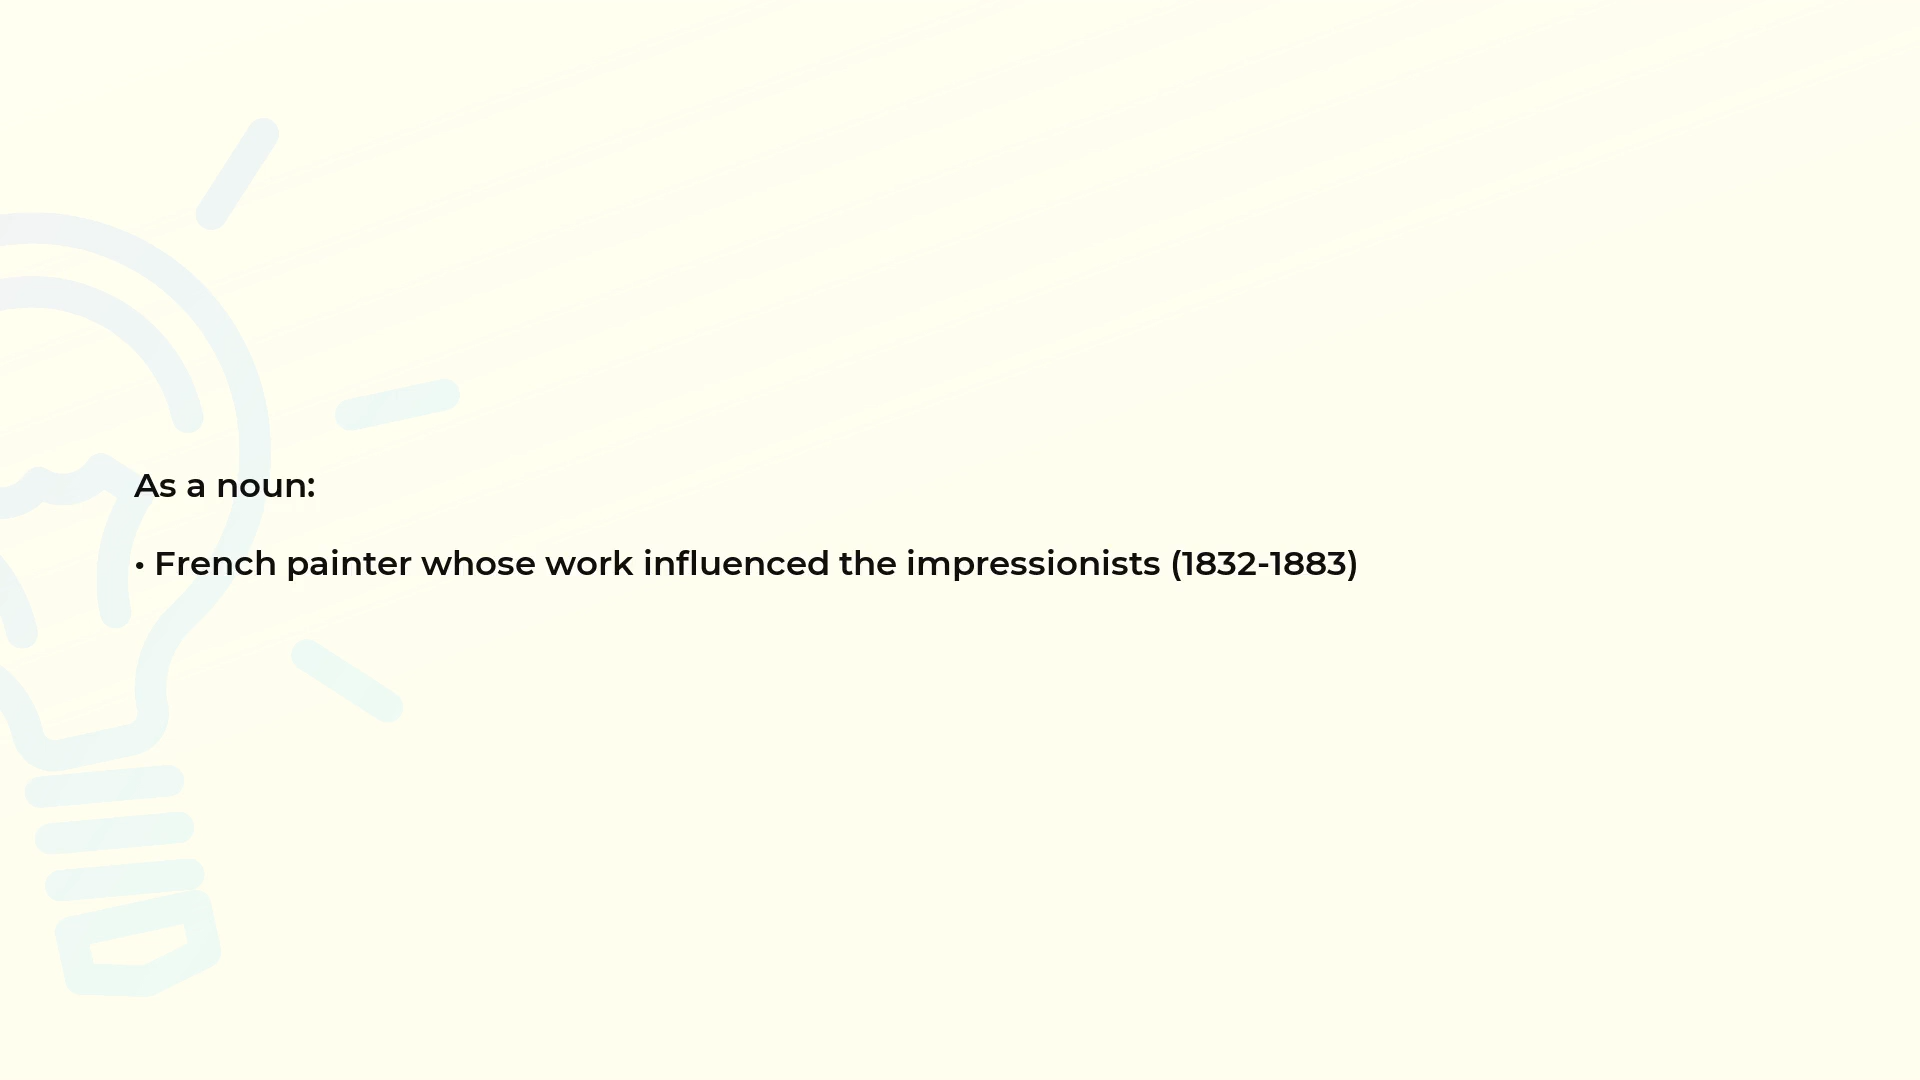 As a noun:
• French painter whose work influenced the impressionists (1832-1883)